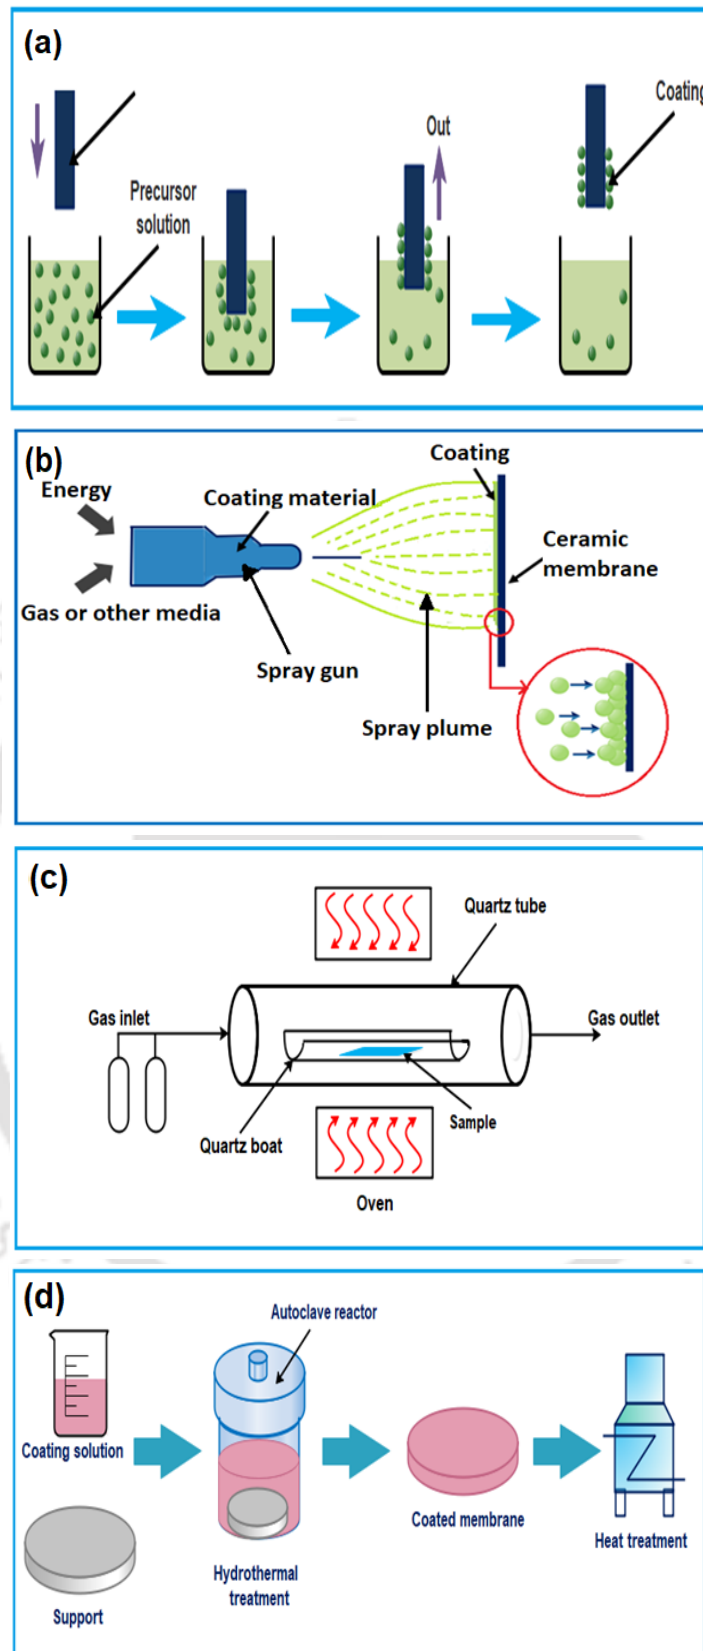 (a)
Precursor
solution
Out
Coating
(b)
Energy
Gas or other media
Coating material
Spray gun
Coating
Ceramic
membrane
Spray plume
(c)
Quartz tube
Gas inlet
Gas outlet
Quartz boat
Sample
Oven
(d)
Autoclave reactor
Coating solution
Support
Hydrothermal
treatment
Coated membrane
Heat treatment